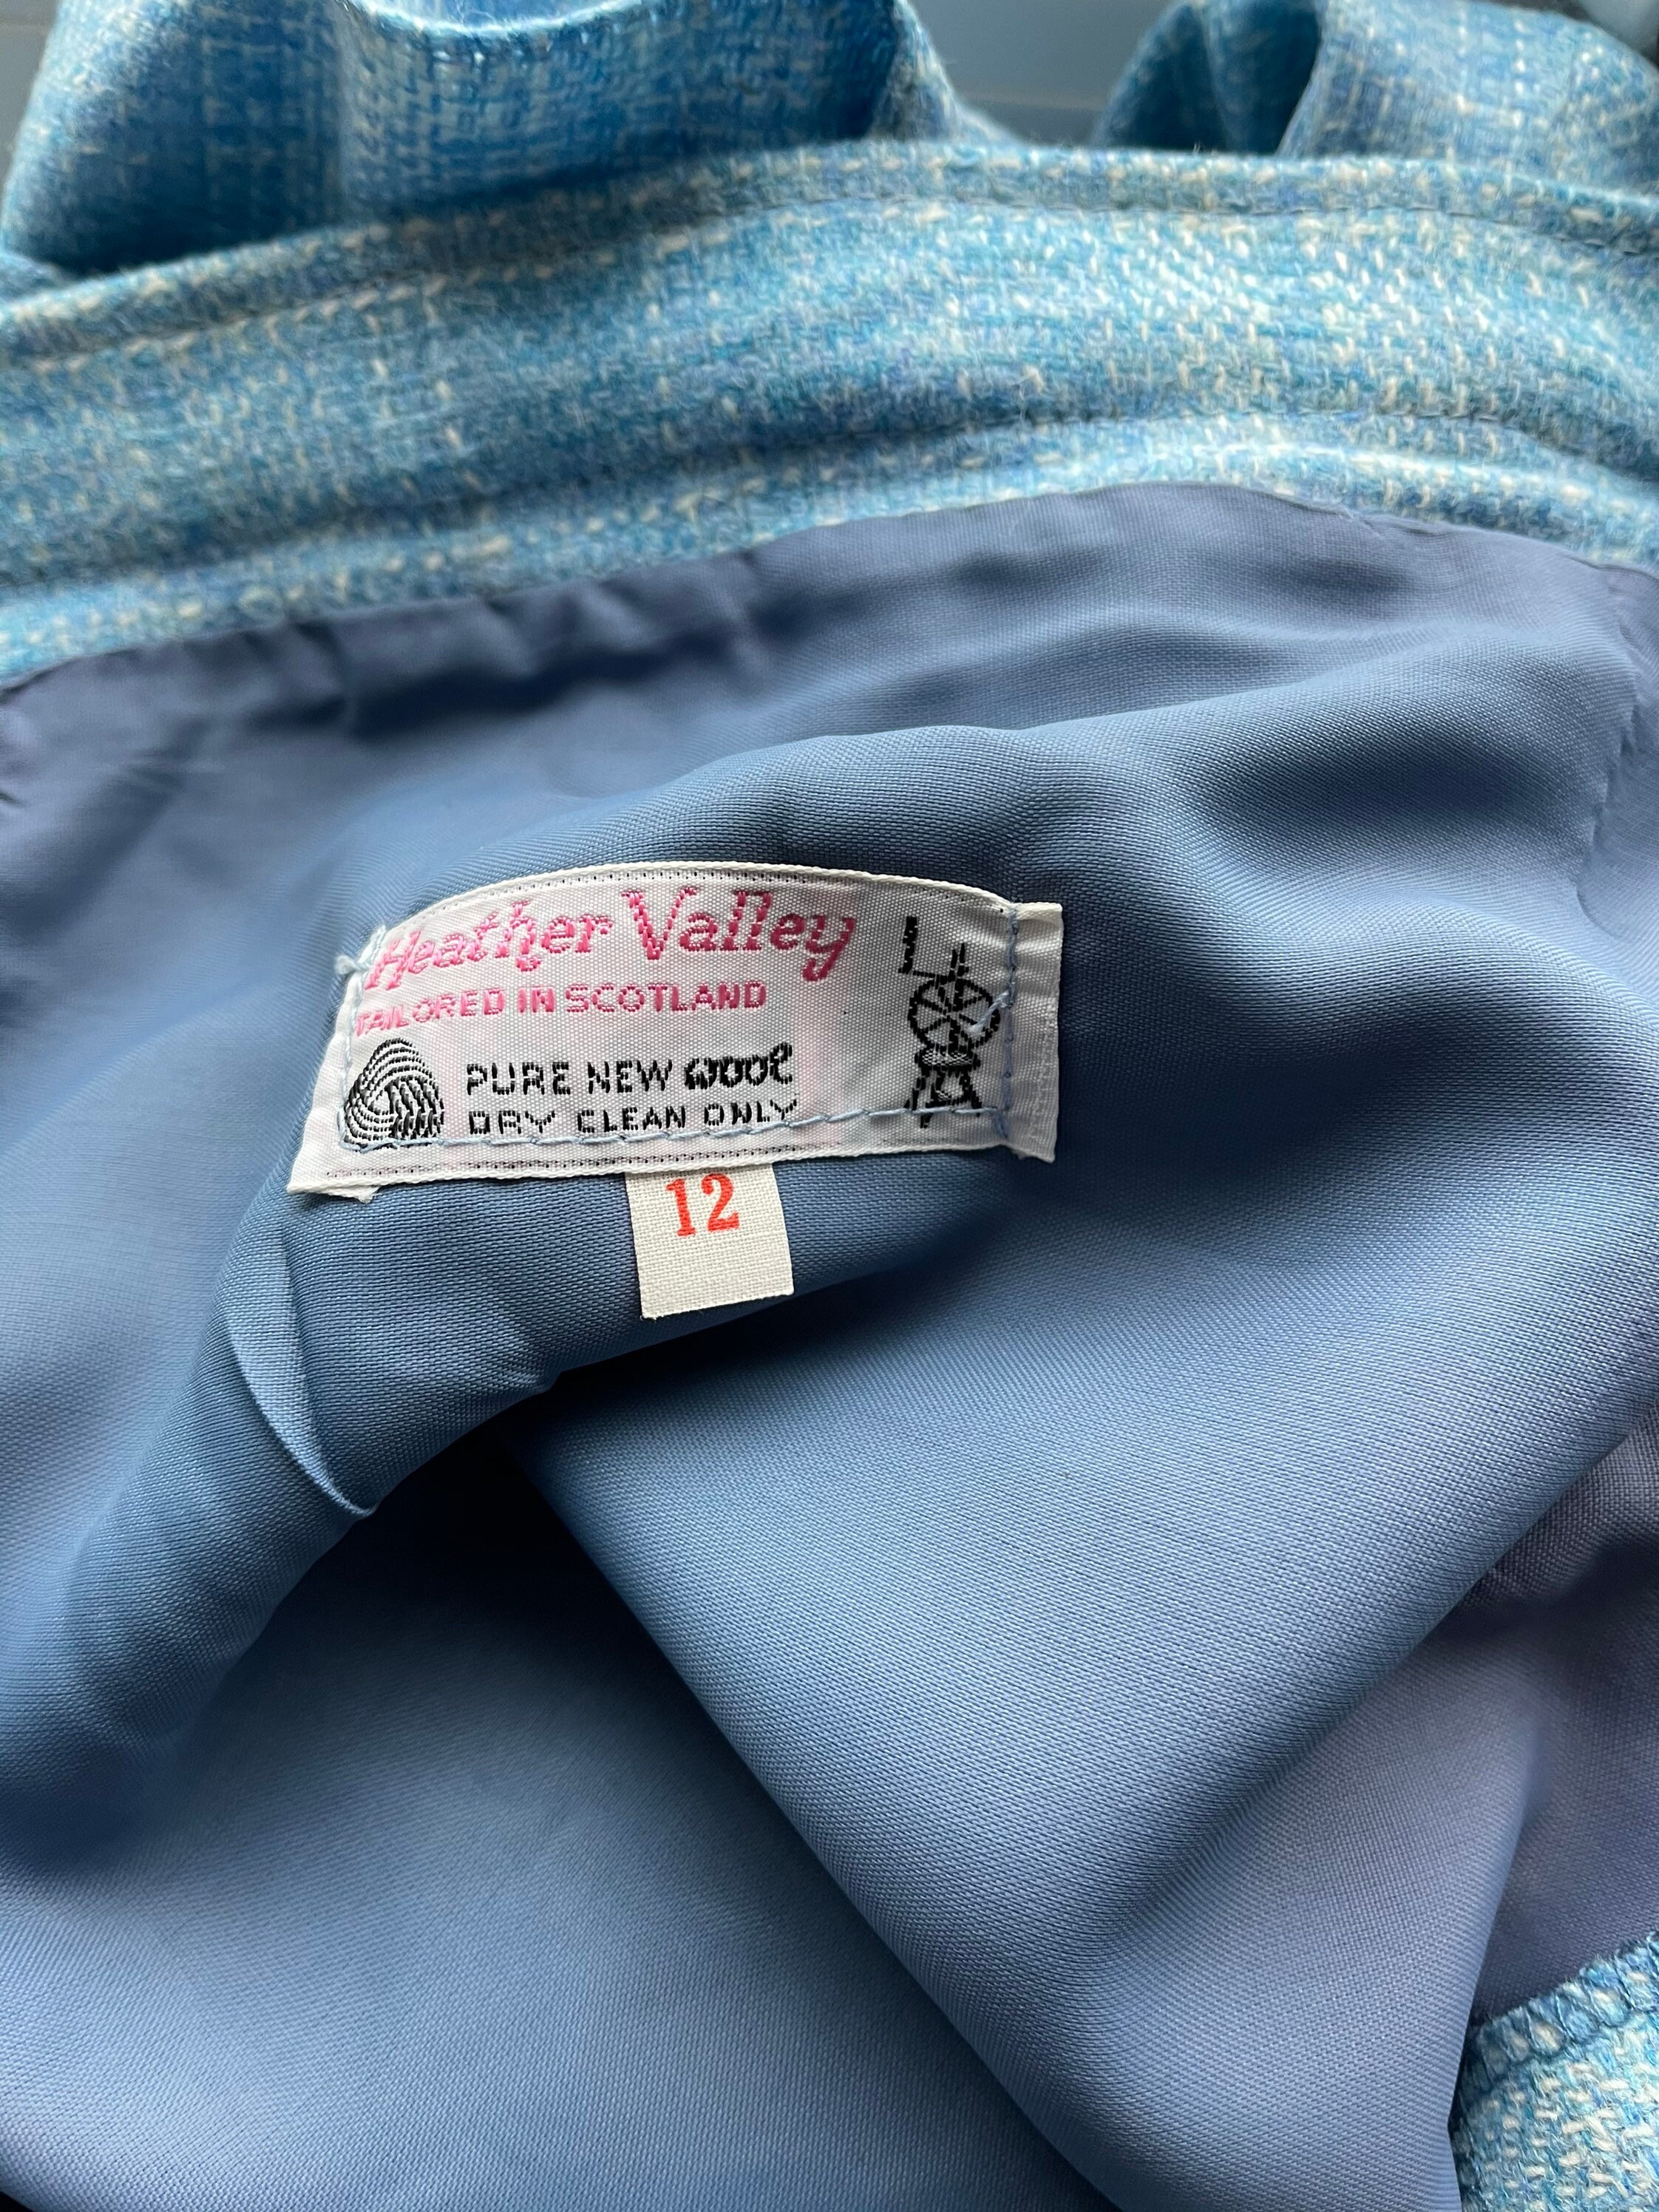 Heather Valley
TAILORED IN SCOTLAND
PURE NEW wool
DRY CLEAN ONLY
12